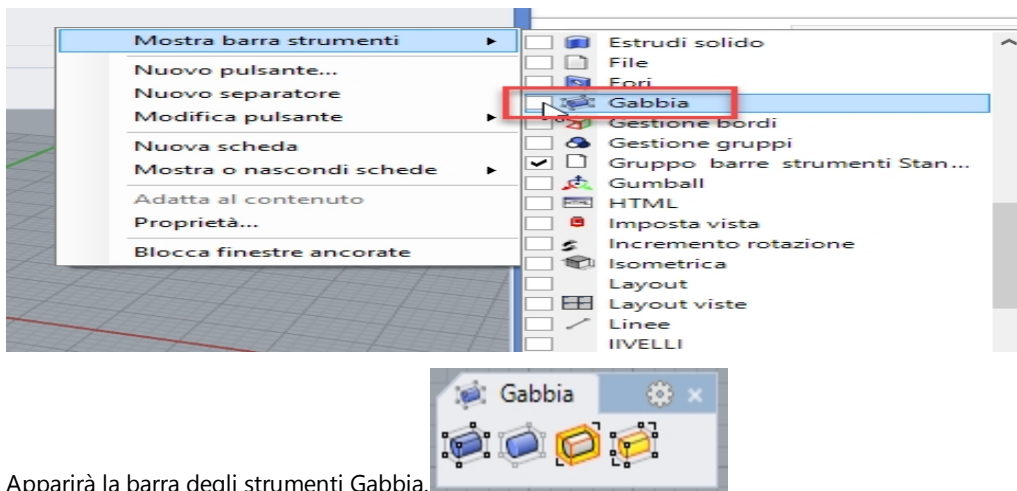 Mostra barra strumenti
Nuovo pulsante...
Nuovo separatore
Modifica pulsante
Nuova scheda
Mostra o nascondi schede
Adatta al contenuto
Proprietà...
Blocca finestre ancorate
Estrudi solido
File
Fori
Gabbia
Gestione bordi
Gestione gruppi
Gruppo barre strumenti Stan...
Gumball
HTML
Imposta vista
Incremento rotazione
Isometrica
Layout
Layout viste
Linee
lIVELLI
Gabbia
Apparirà la barra degli strumenti Gabbia.